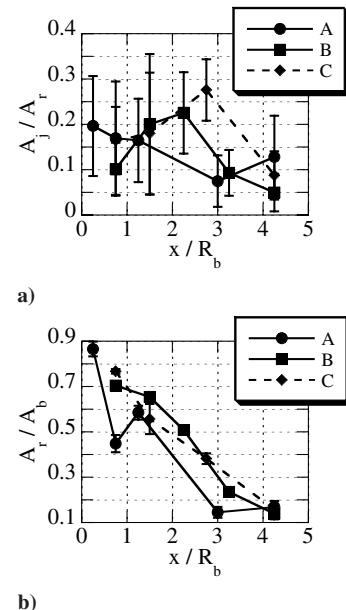 A
B
C
0.4
0.3
0.2
0.1
0
A_j / A_r
0 1 2 3 4 5
x / R_b
a)
A
B
C
0.9
0.7
0.5
0.3
0.1
A_r / A_b
0 1 2 3 4 5
x / R_b
b)